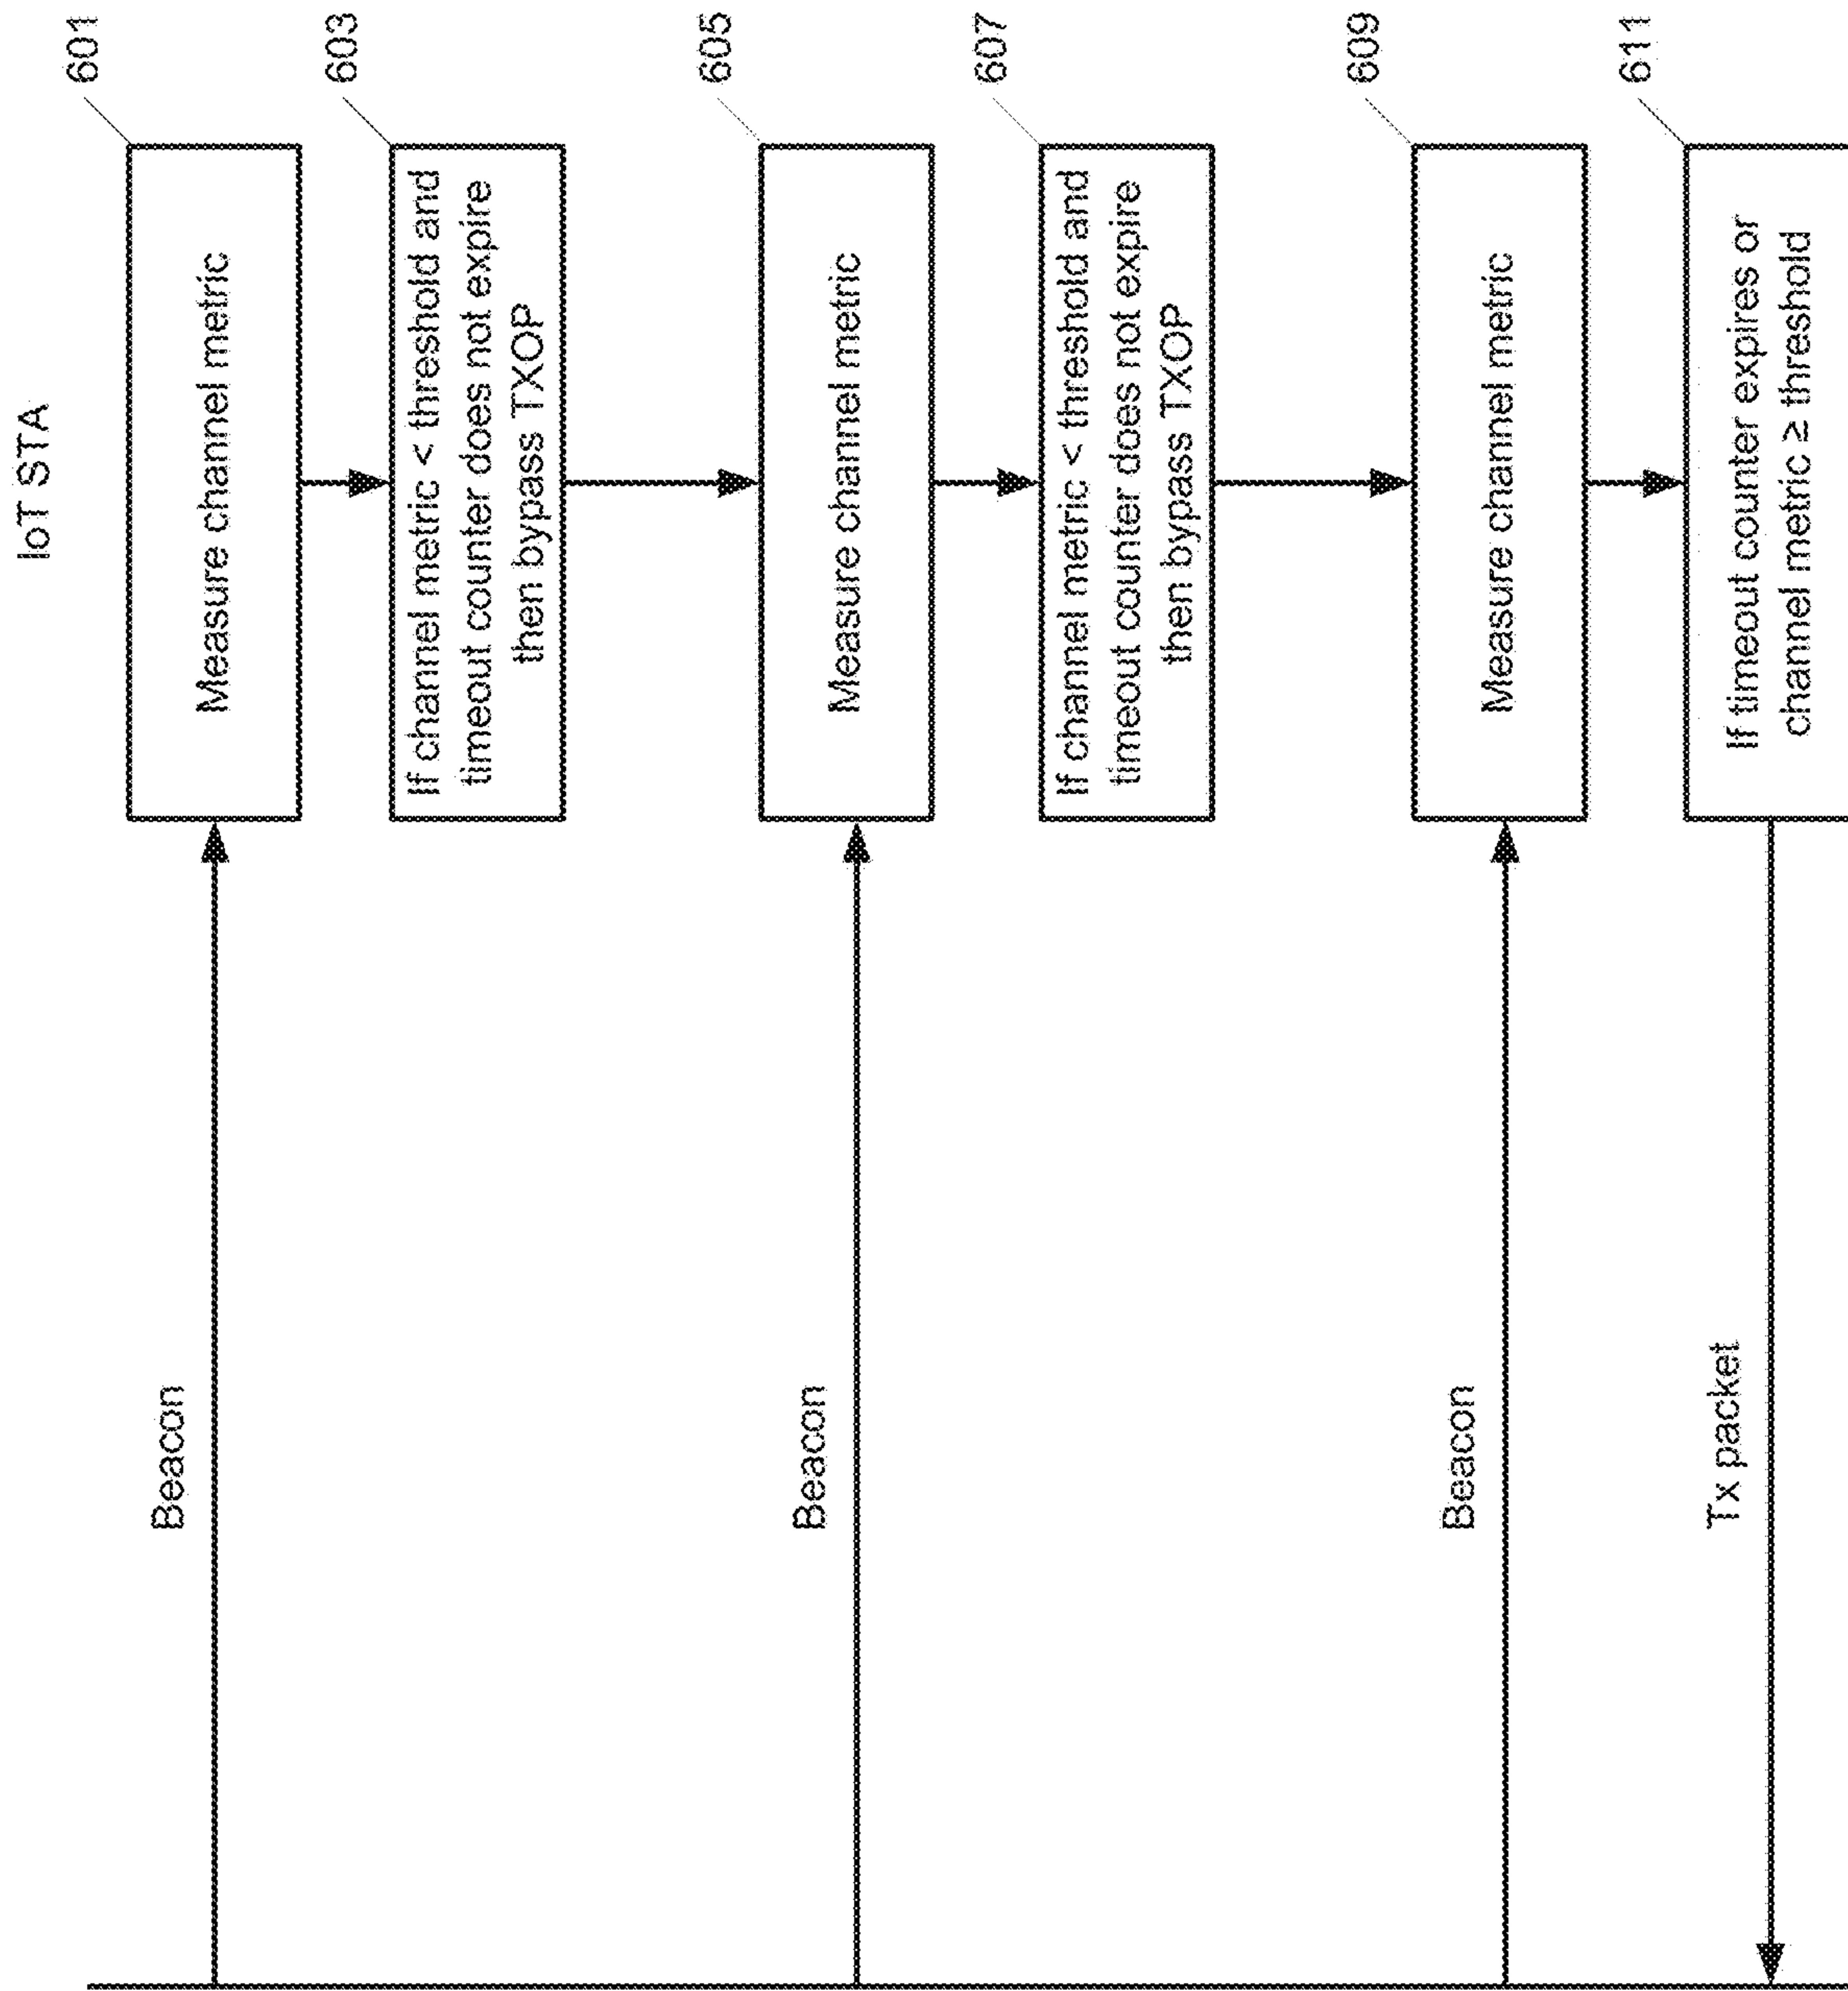 IoT STA
601
Beacon
Measure channel metric
603
If channel metric < threshold and
timeout counter does not expire
then bypass TXOP
605
Beacon
Measure channel metric
607
If channel metric < threshold and
timeout counter does not expire
then bypass TXOP
609
Beacon
Measure channel metric
611
Tx packet
If timeout counter expires or
channel metric ≥ threshold